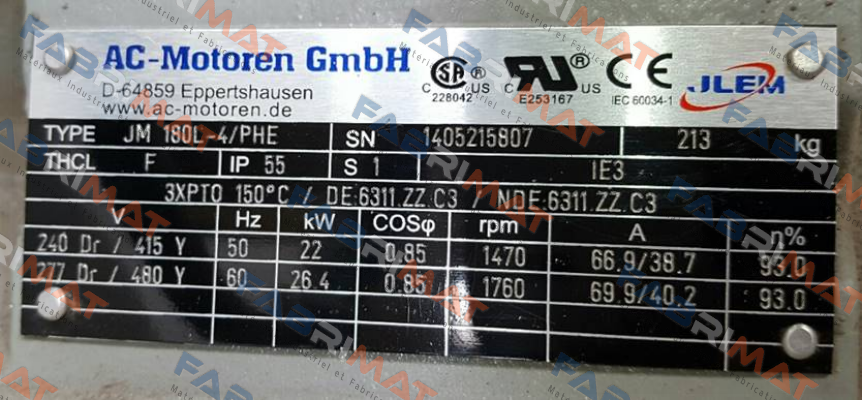 AC-Motoren GmbH
D-64859 Eppertshausen
www.ac-motoren.de
SA ® C US 228042
RU ® C US E253167
CE IEC 60034-1
JLEM
TYPE JM 180L-4/PHE SN 1405215807 213 kg
THCL F IP 55 S 1 IE3
3XPTO 150°C / DE:6311.ZZ.C3 / NDE:6311.ZZ.C3
V Hz kW COSφ rpm A η%
240 Dr / 415 Y 50 22 0.85 1470 66.9/38.7 93.0
277 Dr / 480 Y 60 26.4 0.85 1760 69.9/40.2 93.0
FABRIMAT